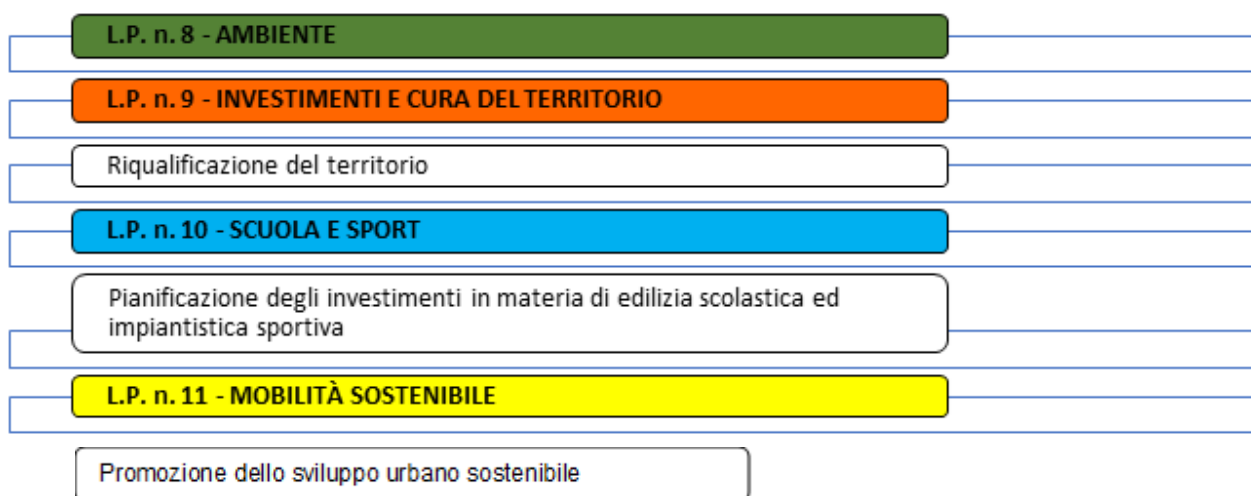 L.P. n. 8 - AMBIENTE
L.P. n. 9 - INVESTIMENTI E CURA DEL TERRITORIO
Riqualificazione del territorio
L.P. n. 10 - SCUOLA E SPORT
Pianificazione degli investimenti in materia di edilizia scolastica ed
impiantistica sportiva
L.P. n. 11 - MOBILITÀ SOSTENIBILE
Promozione dello sviluppo urbano sostenibile